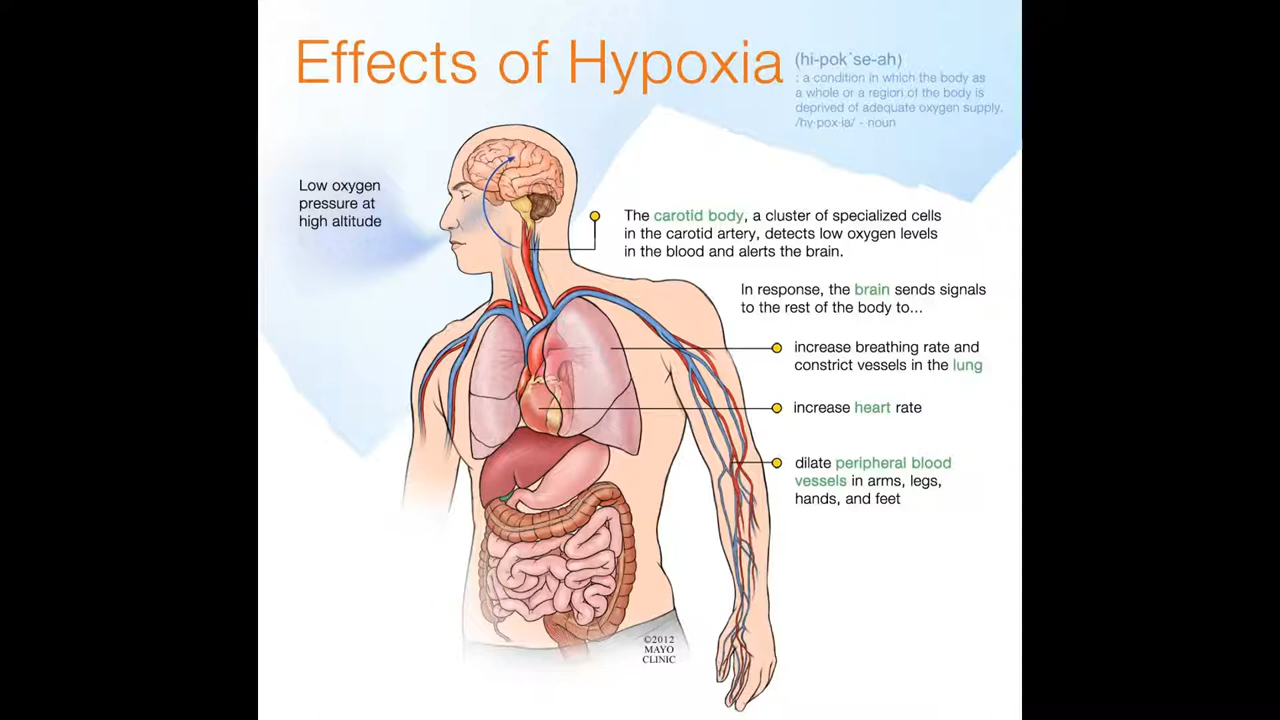 Effects of Hypoxia
(hi-pok´se-ah)
: a condition in which the body as
a whole or a region of the body is
deprived of adequate oxygen supply.
/hy·pox·ia/ - noun
Low oxygen
pressure at
high altitude
The carotid body, a cluster of specialized cells
in the carotid artery, detects low oxygen levels
in the blood and alerts the brain.
In response, the brain sends signals
to the rest of the body to...
increase breathing rate and
constrict vessels in the lung
increase heart rate
dilate peripheral blood
vessels in arms, legs,
hands, and feet
©2012
MAYO
CLINIC